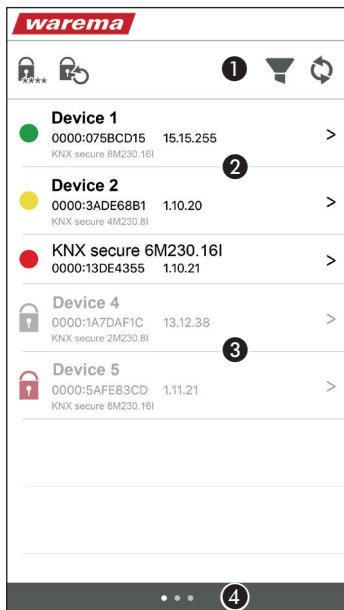 warema
****
1
Device 1
0000:075BCD15 15.15.255
KNX secure 8M230.16I
>
2
Device 2
0000:3ADE68B1 1.10.20
KNX secure 4M230.8I
>
KNX secure 6M230.16I
0000:13DE4355 1.10.21
>
Device 4
0000:1A7DAF1C 13.12.38
KNX secure 2M230.8I
>
3
Device 5
0000:5AFE83CD 1.11.21
KNX secure 8M230.16I
>
4